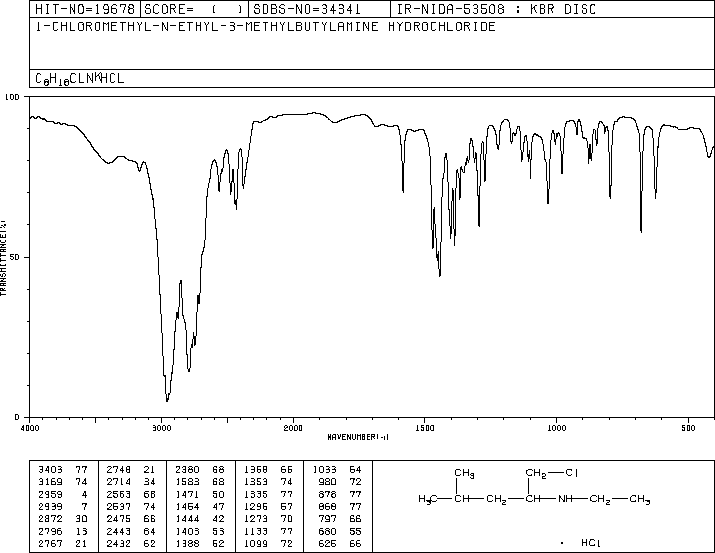 HIT-NO=19678 SCORE= ( ) SDBS-NO=34341 IR-NIDA-53508 : KBR DISC
1-CHLOROMETHYL-N-ETHYL-3-METHYLBUTYLAMINE HYDROCHLORIDE
C8H18CLN·HCL
100
50
0
TRANSMITTANCE(%)
4000 3000 2000 1500 1000 500
WAVENUMBER(-1)
3403 77 2748 21 2380 68 1368 66 1033 64
3169 74 2714 34 1583 68 1353 74 980 72
2959 4 2563 68 1471 50 1335 77 878 77
2939 7 2537 74 1454 47 1296 57 868 77
2872 30 2475 66 1444 42 1273 70 797 66
2796 13 2443 64 1403 53 1133 77 680 55
2767 21 2432 62 1388 52 1099 72 625 66
CH3 CH2—Cl
H3C—CH—CH2—CH—NH—CH2—CH3
· HCl